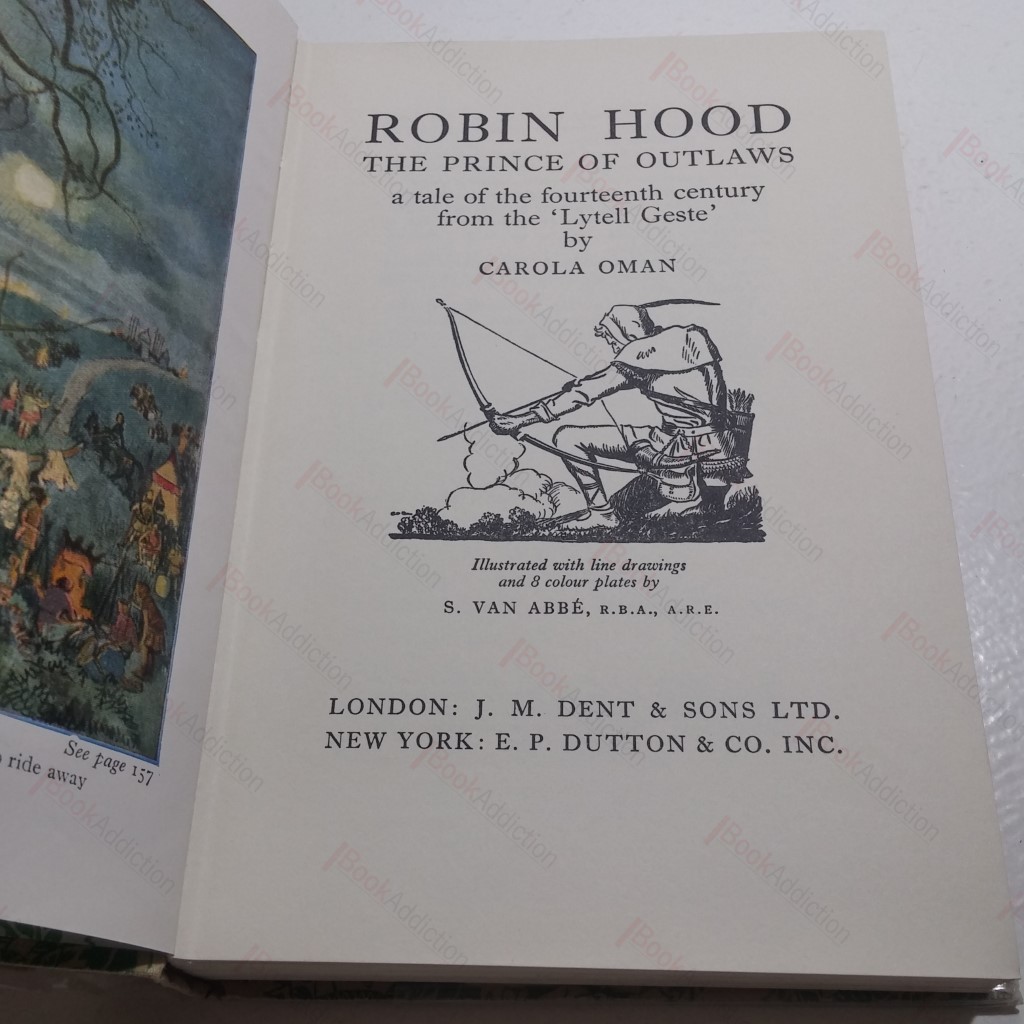 See page 157
ride away
ROBIN HOOD
THE PRINCE OF OUTLAWS
a tale of the fourteenth century
from the ‘Lytell Geste’
by
CAROLA OMAN
Illustrated with line drawings
and 8 colour plates by
S. VAN ABBÉ, R.B.A., A.R.E.
LONDON: J. M. DENT & SONS LTD.
NEW YORK: E. P. DUTTON & CO. INC.
BookAddiction